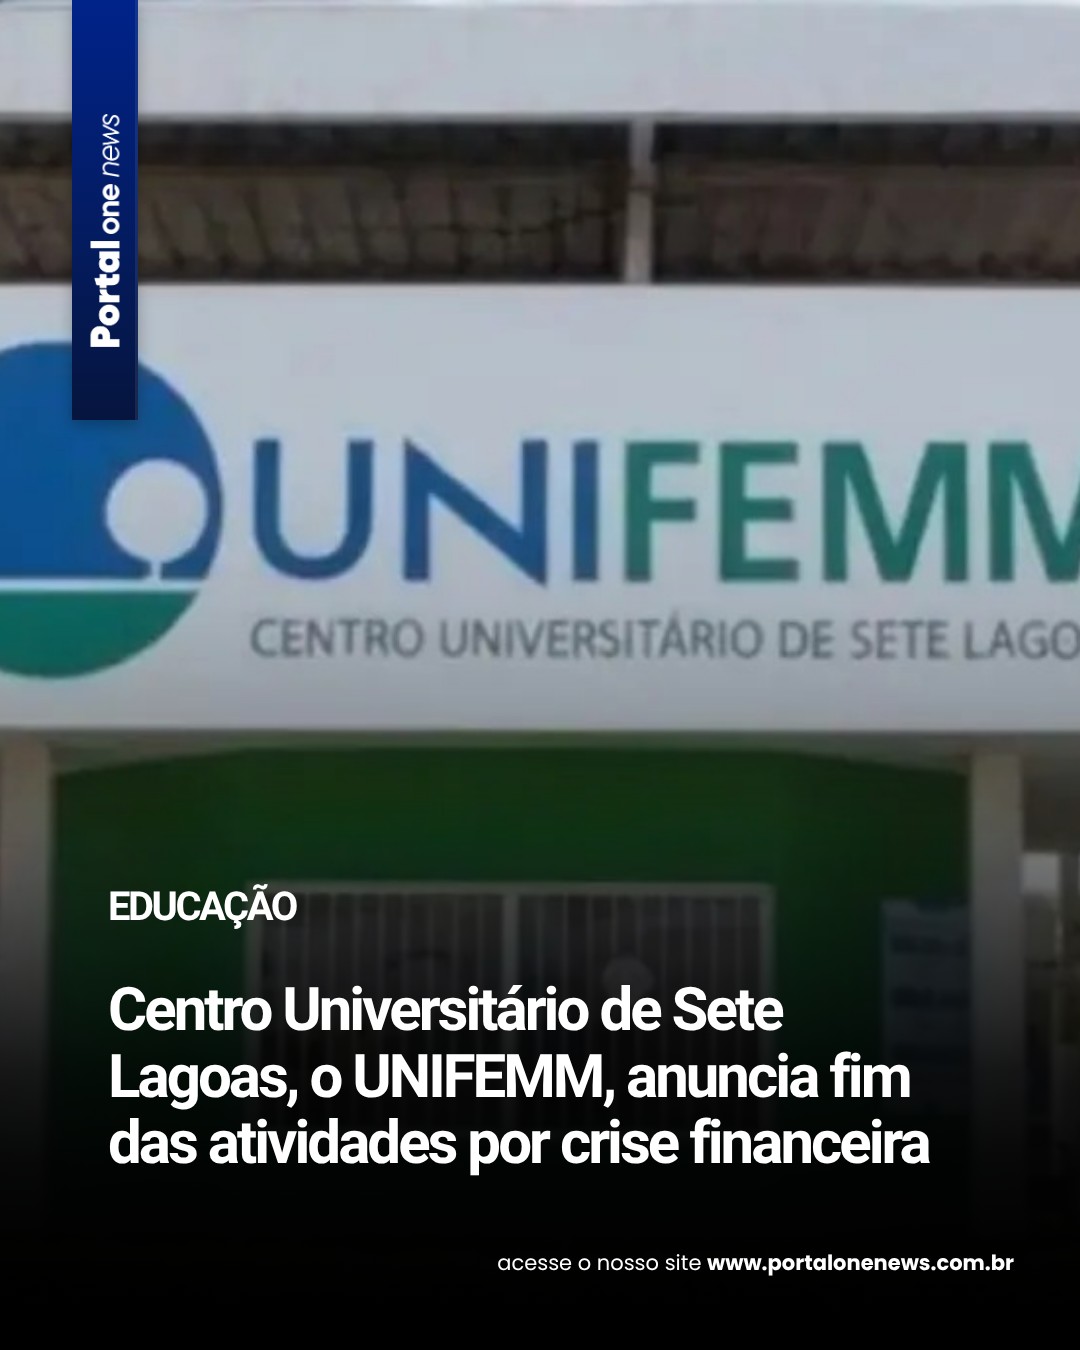 Portal one news
UNIFEMM
CENTRO UNIVERSITÁRIO DE SETE
EDUCAÇÃO
Centro Universitário de Sete
Lagoas, o UNIFEMM, anuncia fim
das atividades por crise financeira
acesse o nosso site www.portalonenews.com.br